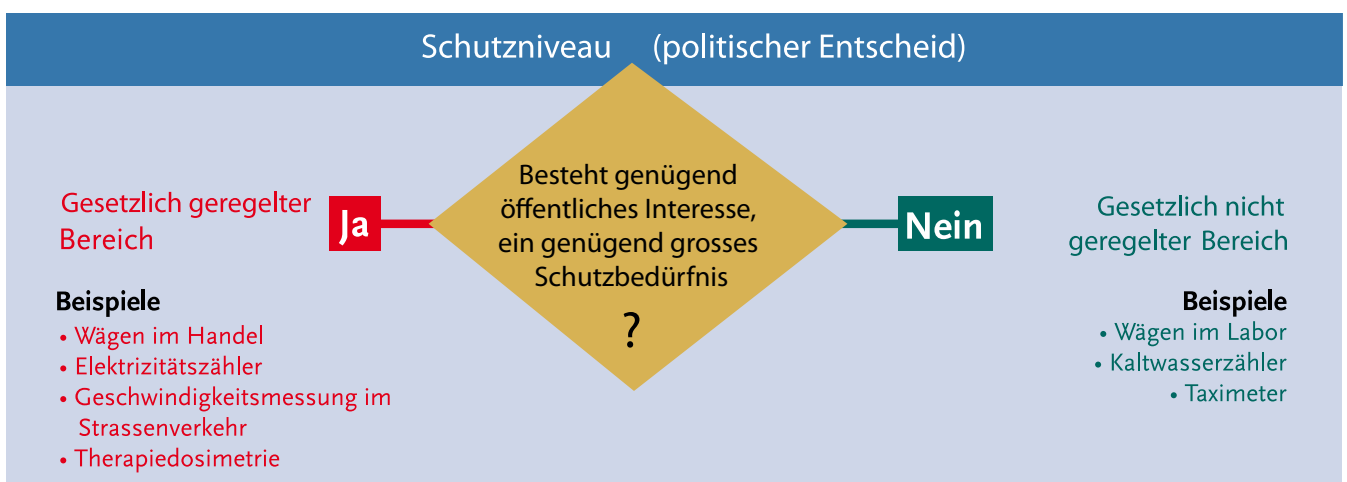 Schutzniveau (politischer Entscheid)
Besteht genügend
öffentliches Interesse,
ein genügend grosses
Schutzbedürfnis
?
Gesetzlich geregelter
Bereich
Ja
Beispiele
• Wägen im Handel
• Elektrizitätszähler
• Geschwindigkeitsmessung im
Strassenverkehr
• Therapiedosimetrie
Nein
Gesetzlich nicht
geregelter Bereich
Beispiele
• Wägen im Labor
• Kaltwasserzähler
• Taximeter